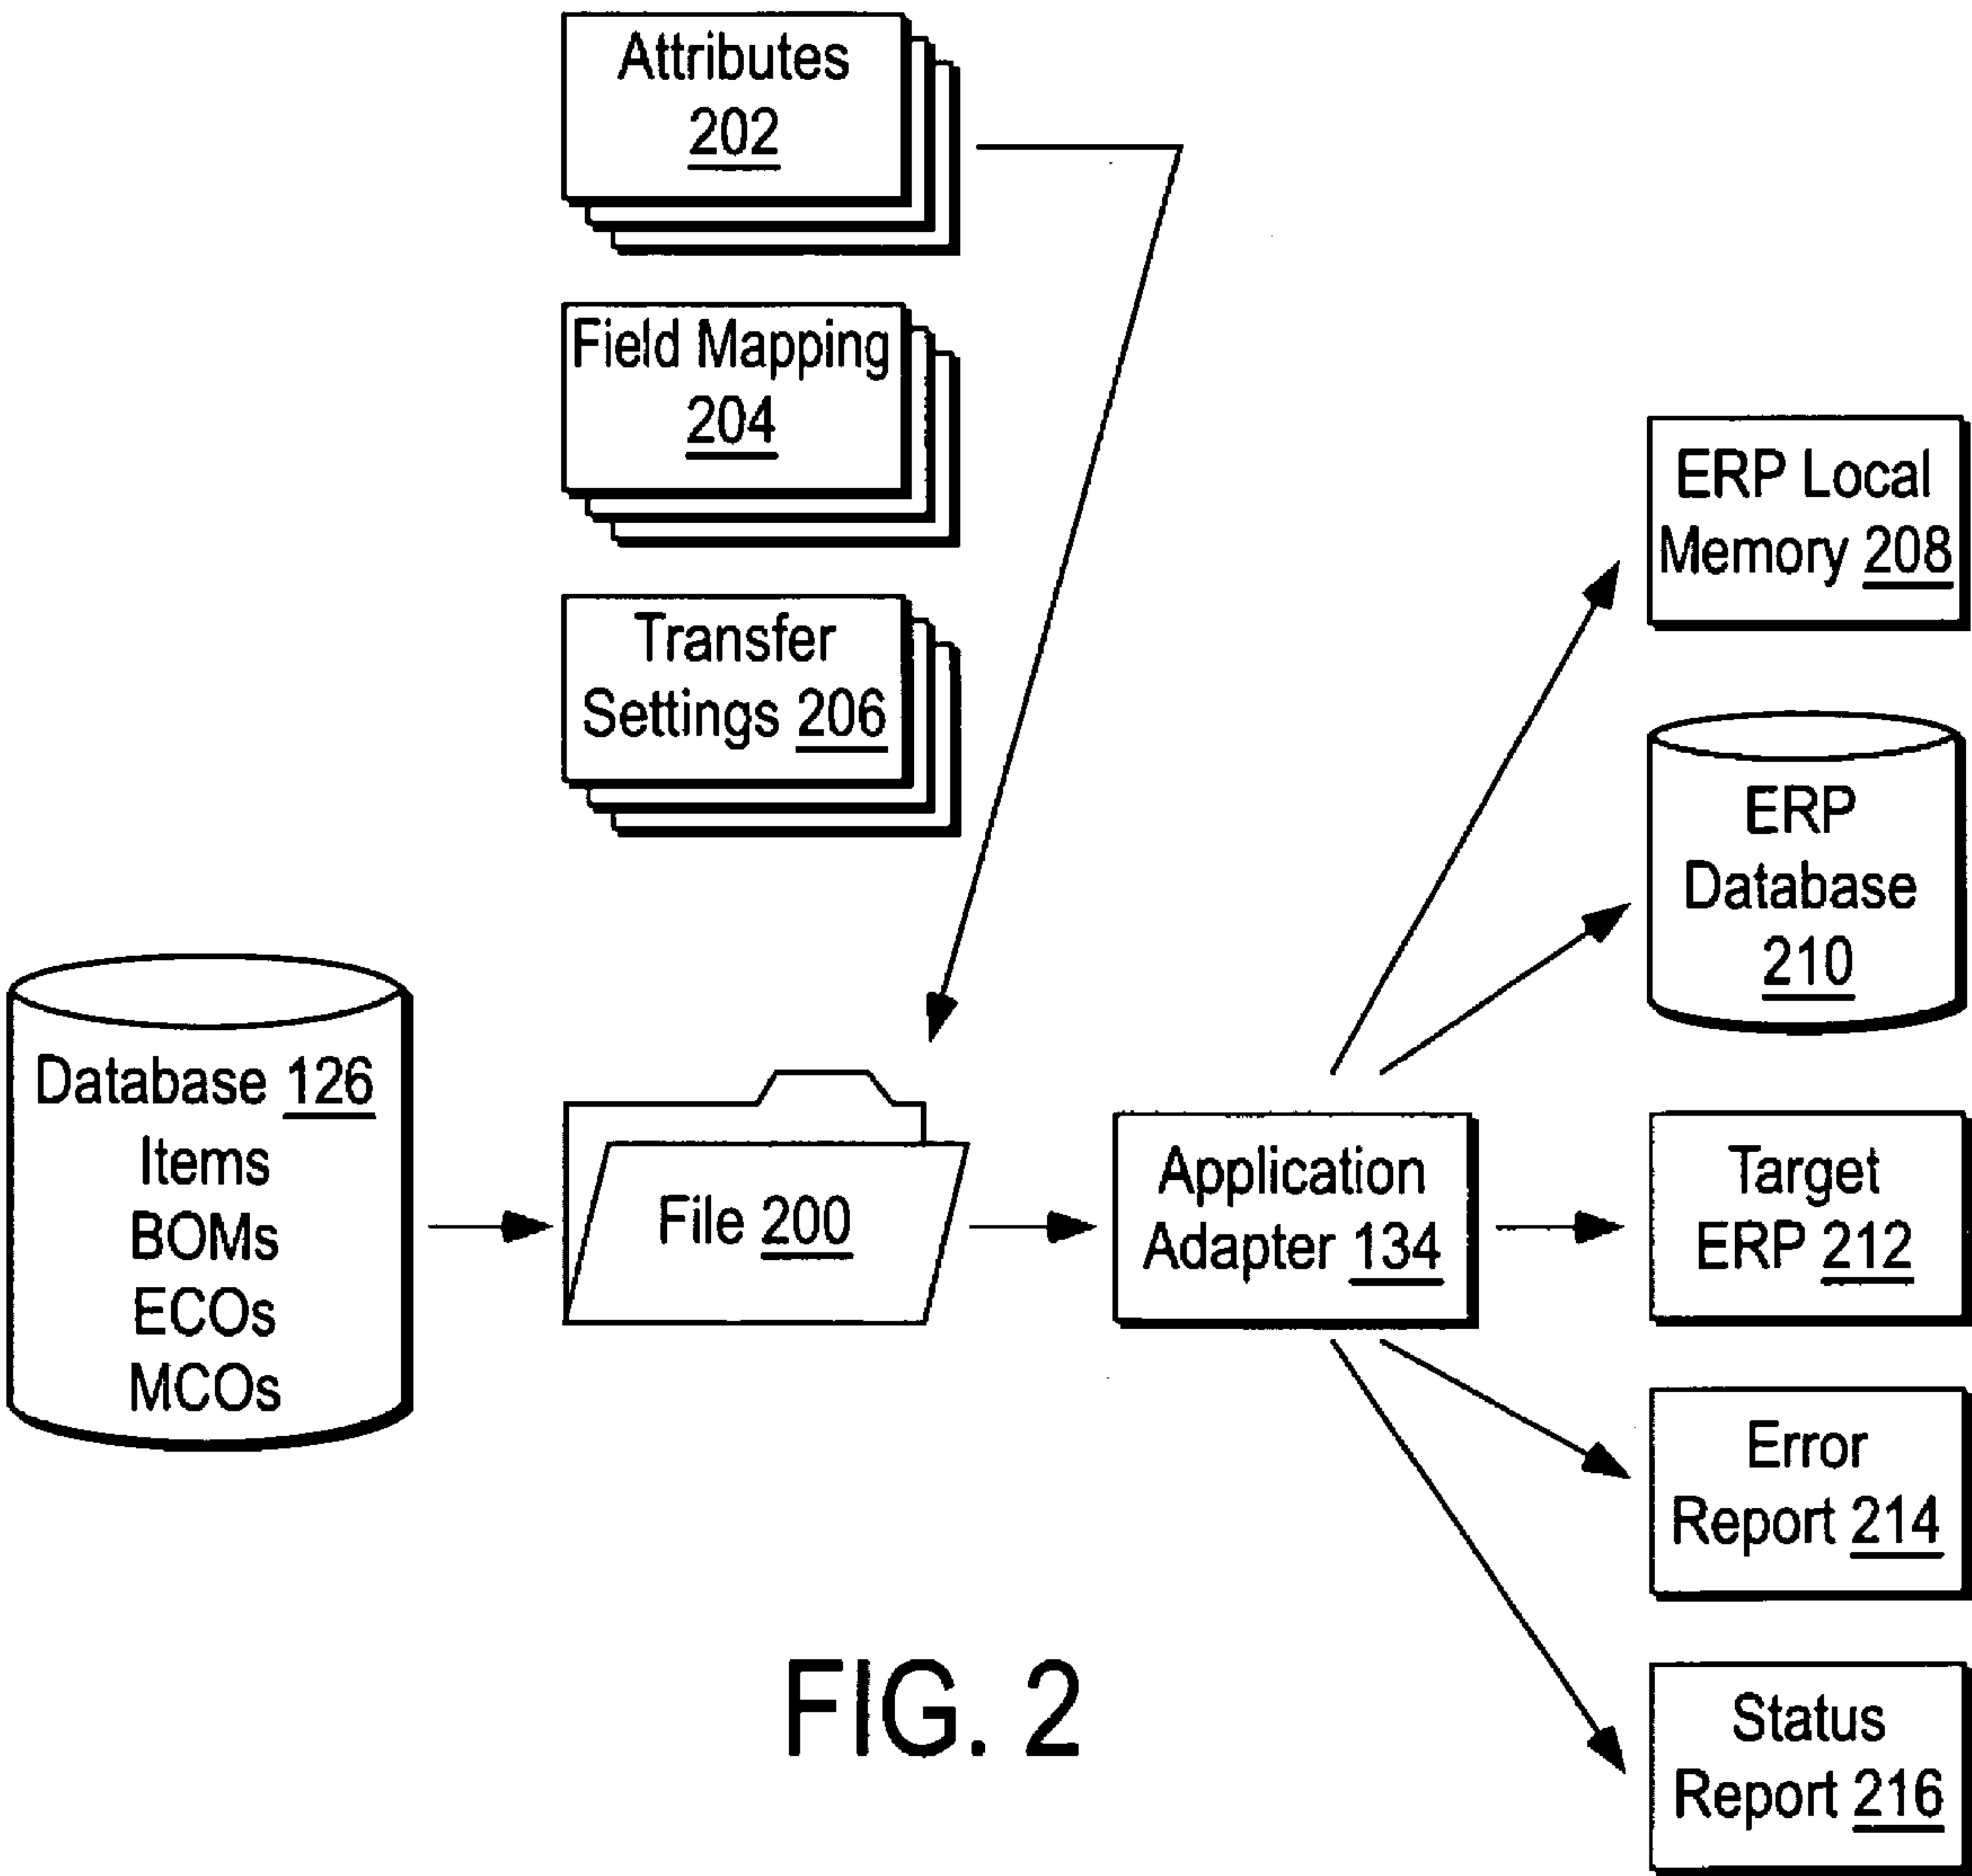 Attributes
202
Field Mapping
204
Transfer
Settings 206
ERP Local
Memory 208
ERP
Database
210
Database 126
Items
BOMs
ECOs
MCOs
File 200
Application
Adapter 134
Target
ERP 212
Error
Report 214
Status
Report 216
FIG. 2